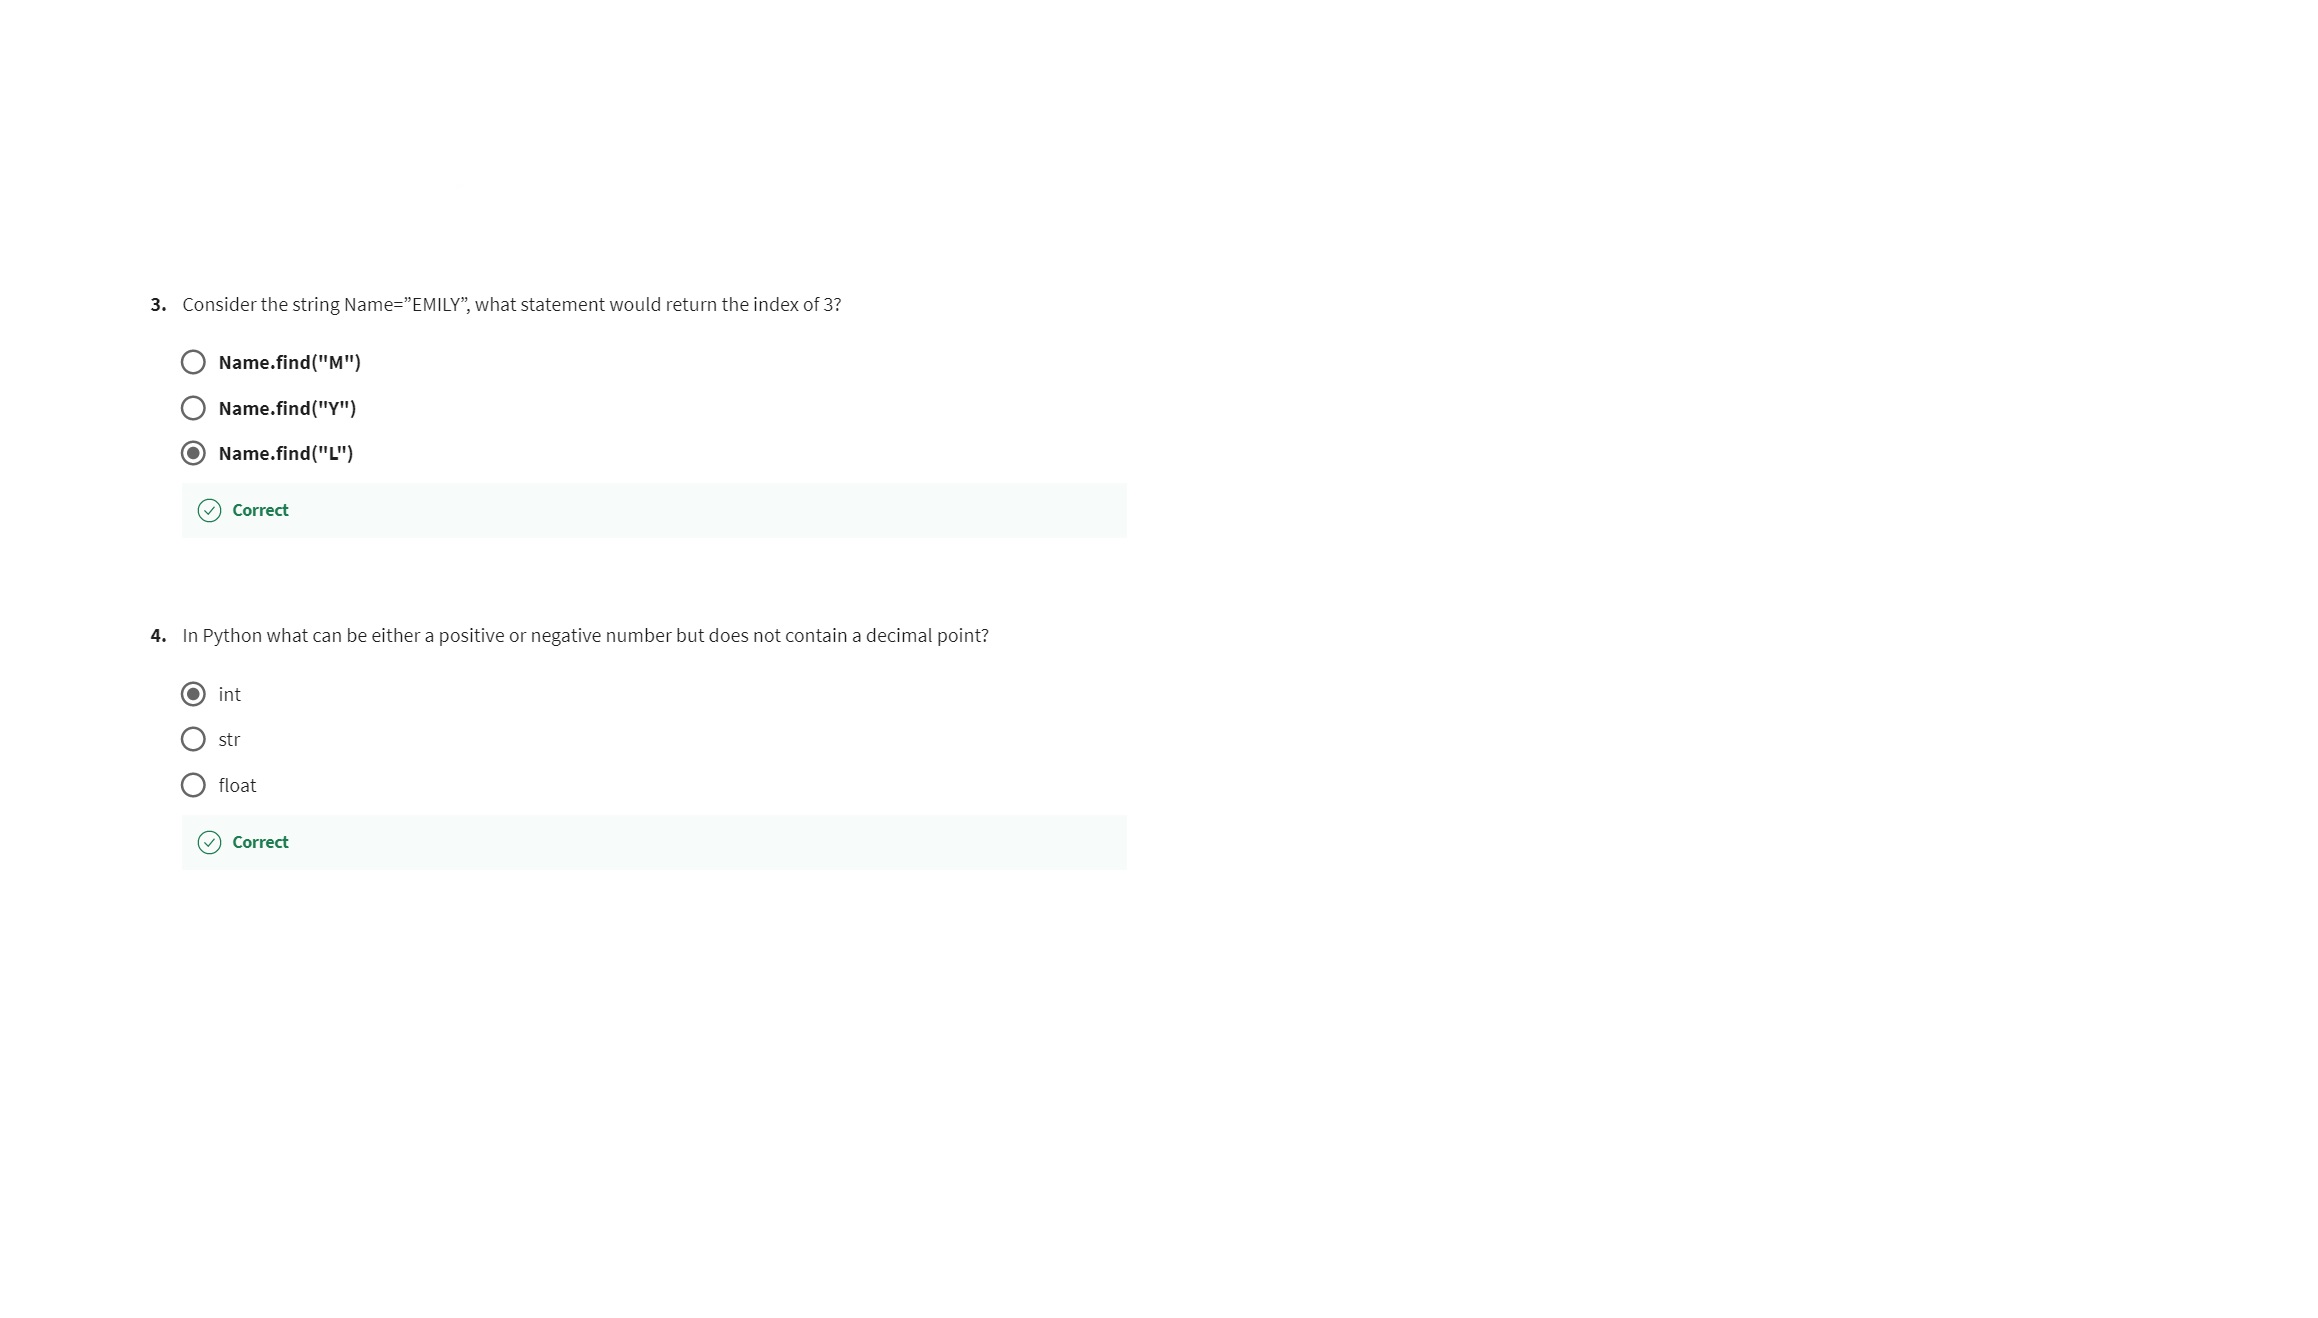 3. Consider the string Name=”EMILY”, what statement would return the index of 3?
Name.find("M")
Name.find("Y")
Name.find("L")
Correct
4. In Python what can be either a positive or negative number but does not contain a decimal point?
int
str
float
Correct